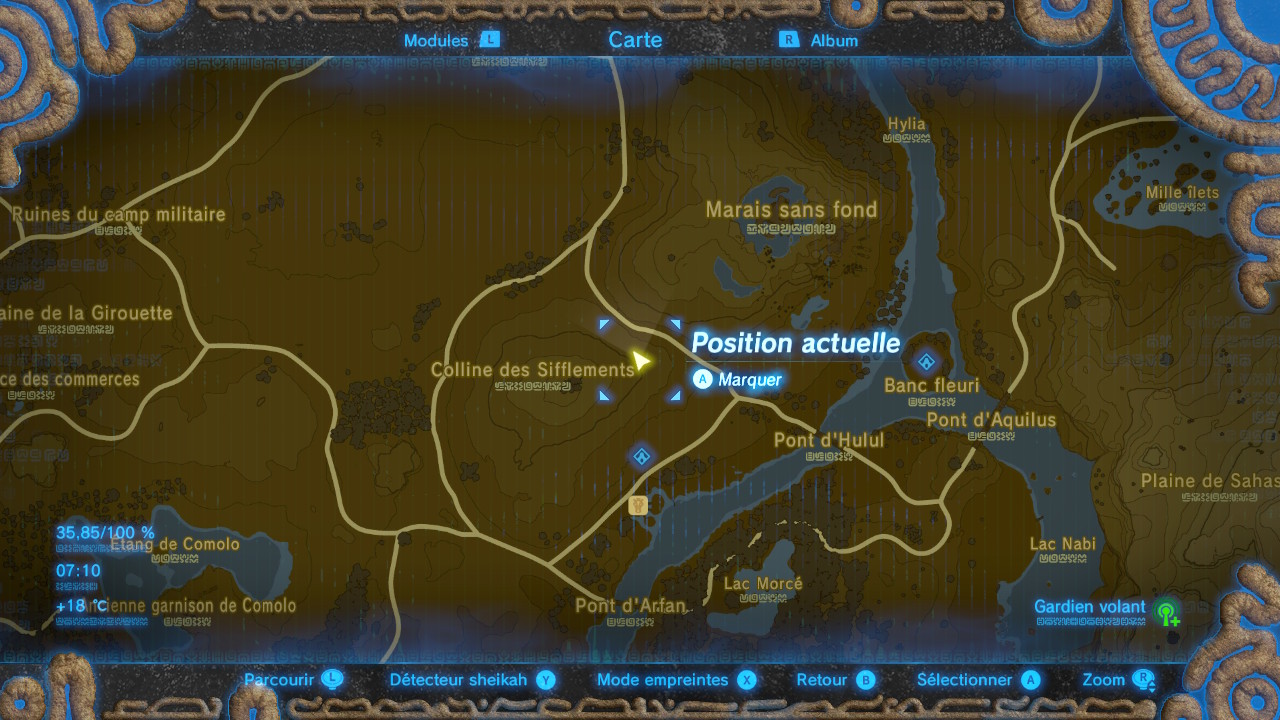 Modules L
Carte
R Album
Hylia
Mille îlets
Ruines du camp militaire
Marais sans fond
aine de la Girouette
Position actuelle
Colline des Sifflements
ce des commerces
A Marquer
Banc fleuri
Pont d'Aquilus
Pont d'Hulul
Plaine de Sahas
35,85/100 %
Étang de Comolo
Lac Nabi
07:10
Lac Morcé
+18 °C
ncienne garnison de Comolo
Pont d'Arfan
Gardien volant
Parcourir L
Détecteur sheikah Y
Mode empreintes X
Retour B
Sélectionner A
Zoom R